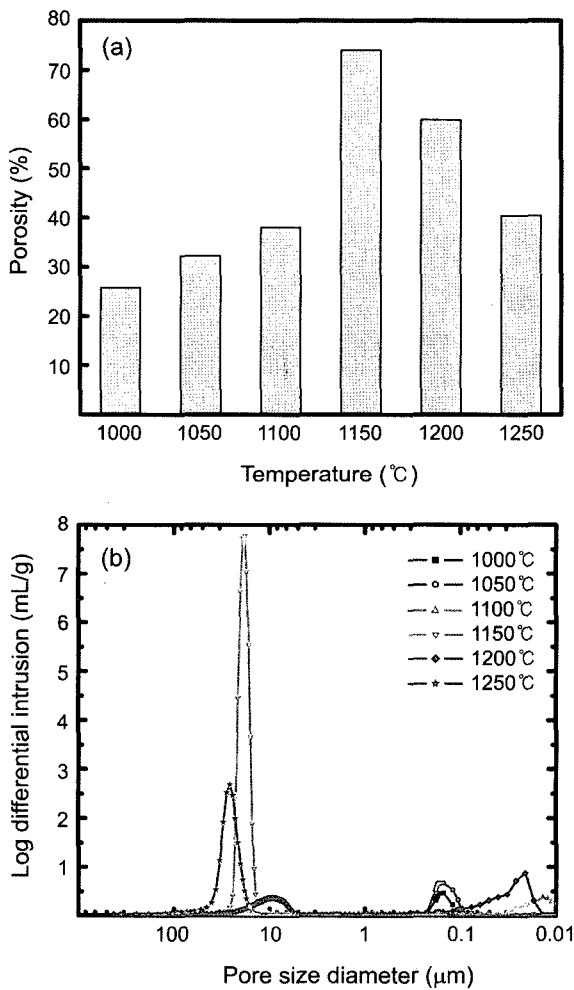 80
(a)
70
60
50
40
30
20
10
Porosity (%)
1000 1050 1100 1150 1200 1250
Temperature (℃)
8
(b)
7
6
5
4
3
2
1
Log differential intrusion (mL/g)
1000℃
1050℃
1100℃
1150℃
1200℃
1250℃
100 10 1 0.1 0.01
Pore size diameter (μm)